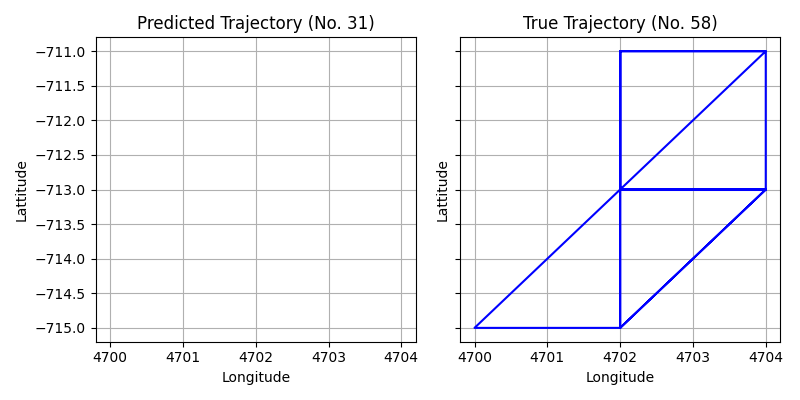 Predicted Trajectory (No. 31)
True Trajectory (No. 58)
−711.0
−711.5
−712.0
−712.5
−713.0
−713.5
−714.0
−714.5
−715.0
Lattitude
Lattitude
4700 4701 4702 4703 4704
4700 4701 4702 4703 4704
Longitude
Longitude